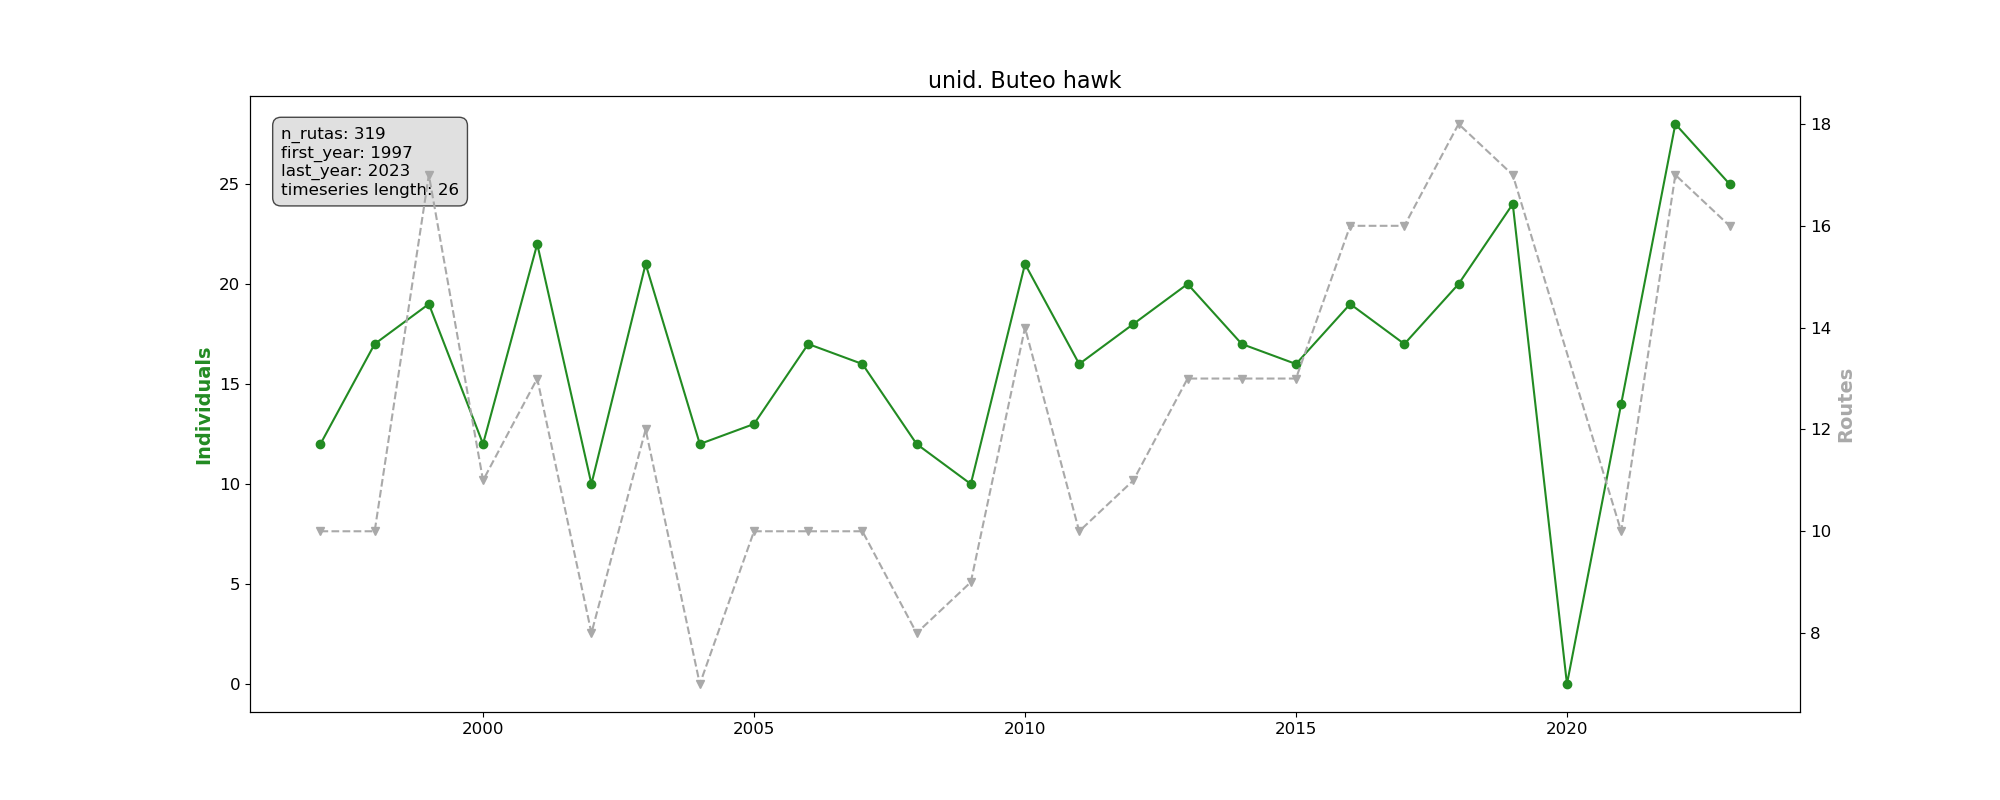 unid. Buteo hawk
n_rutas: 319
first_year: 1997
last_year: 2023
timeseries length: 26
Individuals
25
20
15
10
5
0
18
16
14
12
10
8
Routes
2000
2005
2010
2015
2020